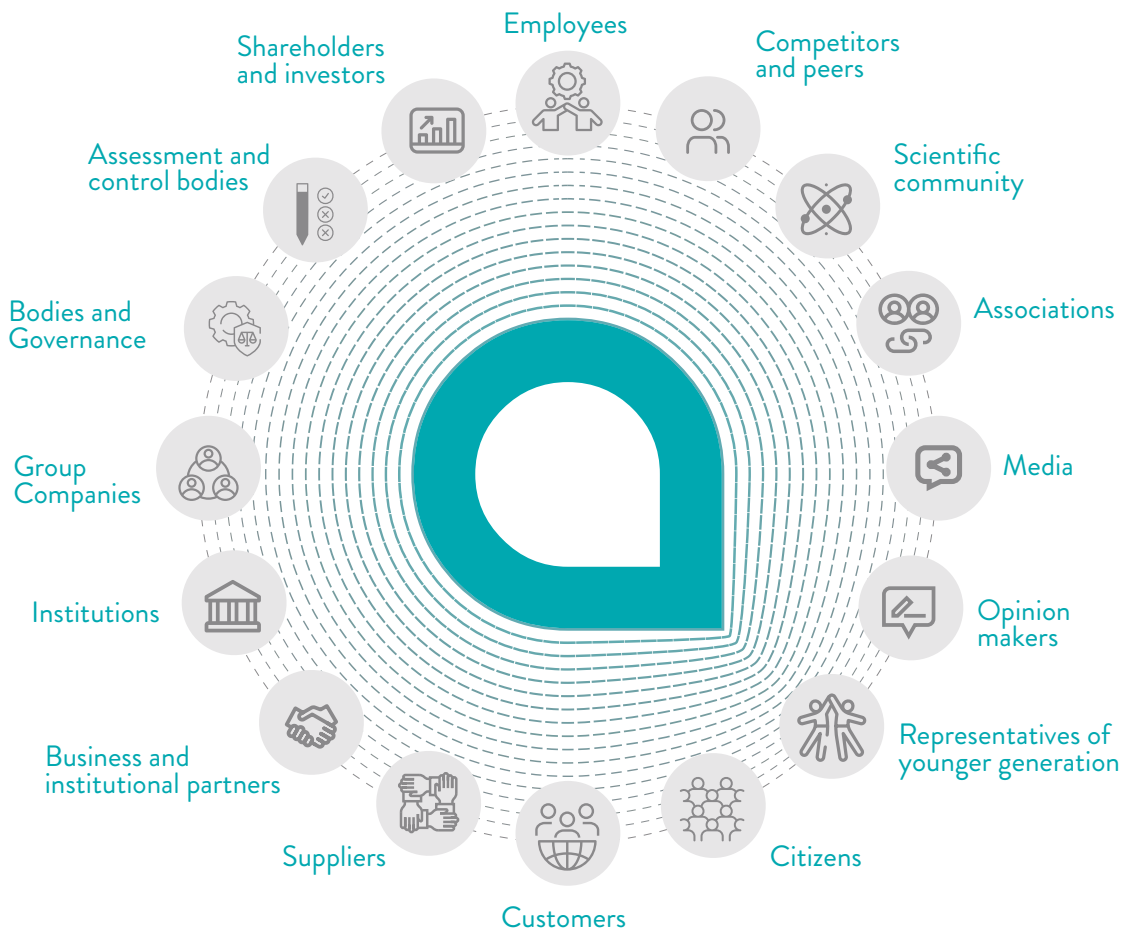 Employees
Competitors
and peers
Scientific
community
Associations
Media
Opinion
makers
Representatives of
younger generation
Citizens
Customers
Suppliers
Business and
institutional partners
Institutions
Group
Companies
Bodies and
Governance
Assessment and
control bodies
Shareholders
and investors